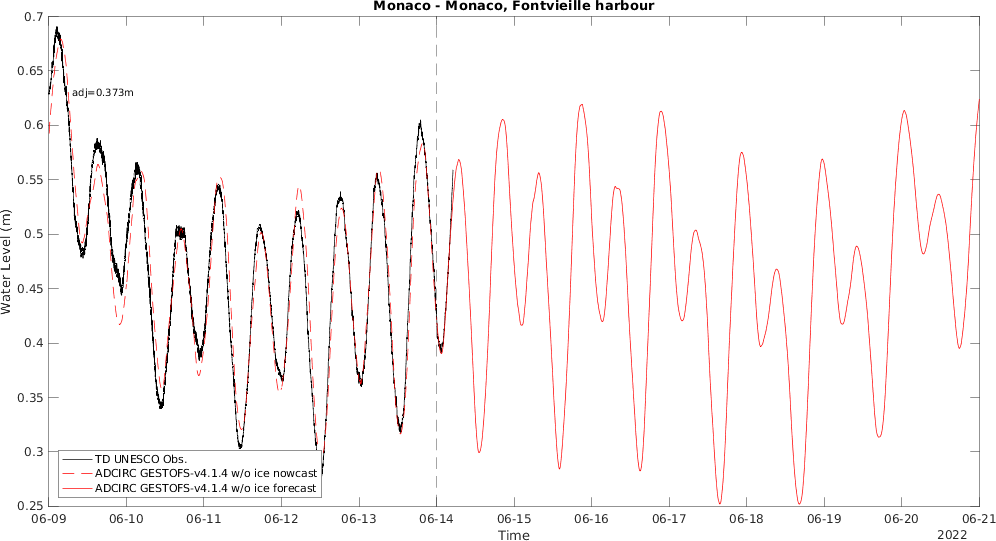 Monaco - Monaco, Fontvieille harbour
0.7
0.65
adj=0.373m
0.6
0.55
0.5
0.45
0.4
0.35
0.3
0.25
Water Level (m)
TD UNESCO Obs.
ADCIRC GESTOFS-v4.1.4 w/o ice nowcast
ADCIRC GESTOFS-v4.1.4 w/o ice forecast
06-09 06-10 06-11 06-12 06-13 06-14 06-15 06-16 06-17 06-18 06-19 06-20 06-21
Time
2022